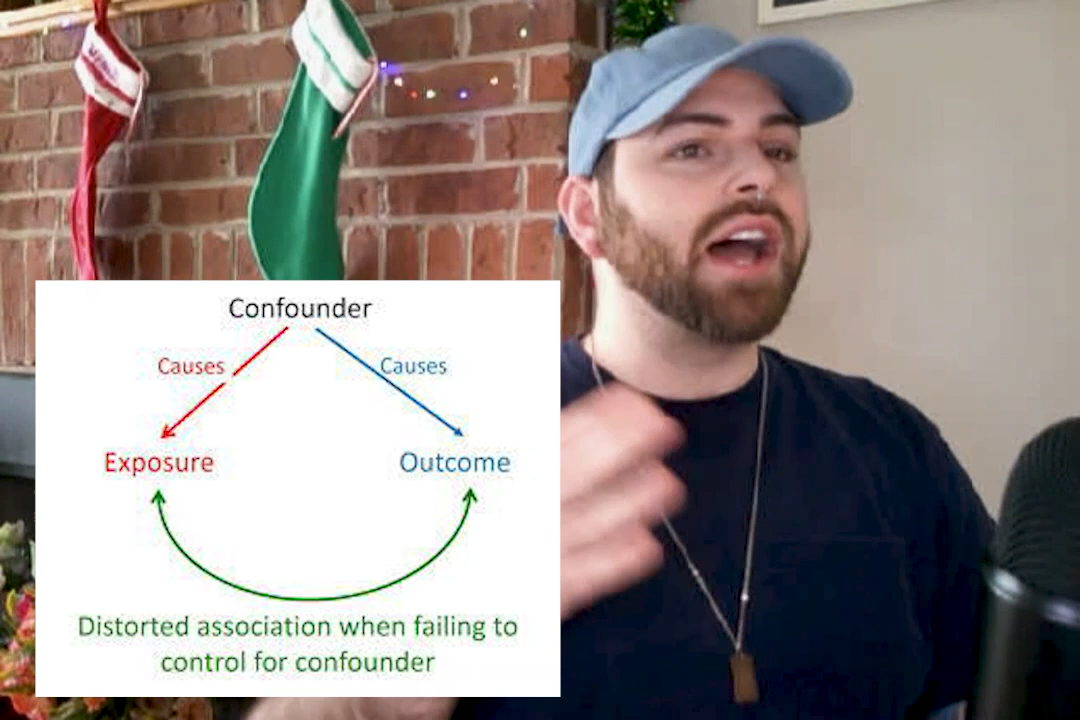 Confounder
Causes Causes
Exposure Outcome
Distorted association when failing to
control for confounder